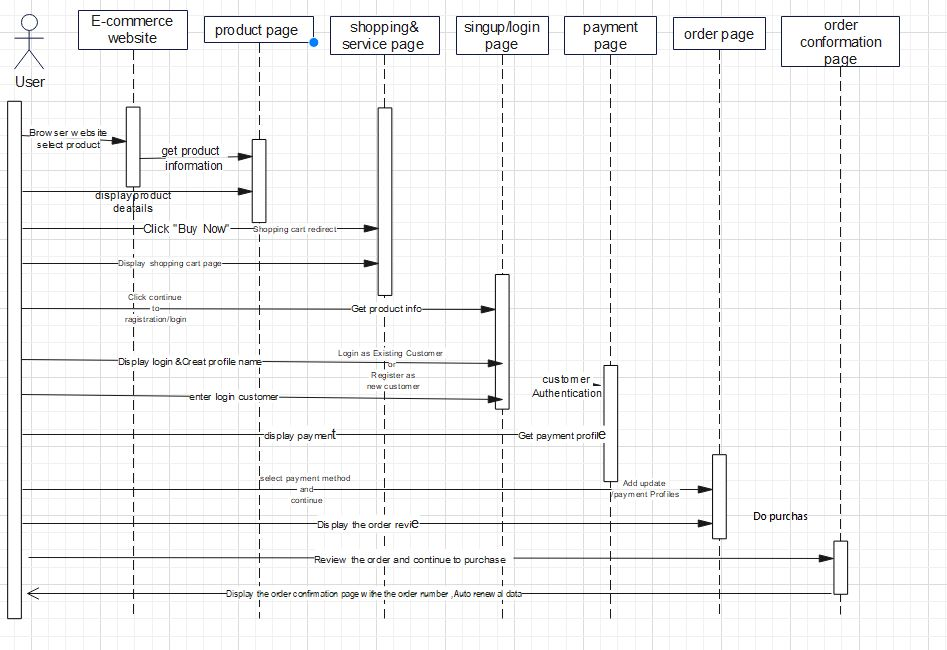 E-commerce
website
product page
shopping&
service page
singup/login
page
payment
page
order page
order
conformation
page
User
Browser website
select product
get product
information
display product
deatails
Click "Buy Now"
Shopping cart redirect
Display shopping cart page
Click continue
to
ragistration/login
Get product info
Display login &Creat profile name
Login as Existing Customer
or
Register as
new customer
enter login customer
customer
Authentication
display payment
Get payment profile
select payment method
and
continue
Add update
/payment Profiles
Display the order revie
Do purchas
Review the order and continue to purchase
Display the order confirmation page withe the order number ,Auto renewal data